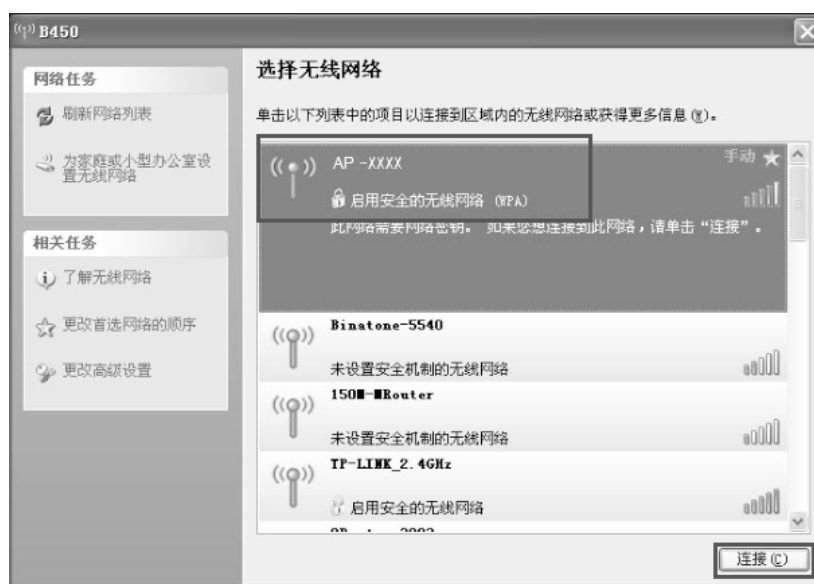 B450
网络任务
刷新网络列表
为家庭或小型办公室设
置无线网络
相关任务
了解无线网络
更改首选网络的顺序
更改高级设置
选择无线网络
单击以下列表中的项目以连接到区域内的无线网络或获得更多信息(W)。
AP -XXXX
手动
启用安全的无线网络 (WPA)
此网络需要网络密钥。 如果您想连接到此网络，请单击“连接”。
Binatone-5540
未设置安全机制的无线网络
150M-MRouter
未设置安全机制的无线网络
TP-LINK_2.4GHz
启用安全的无线网络
连接(C)